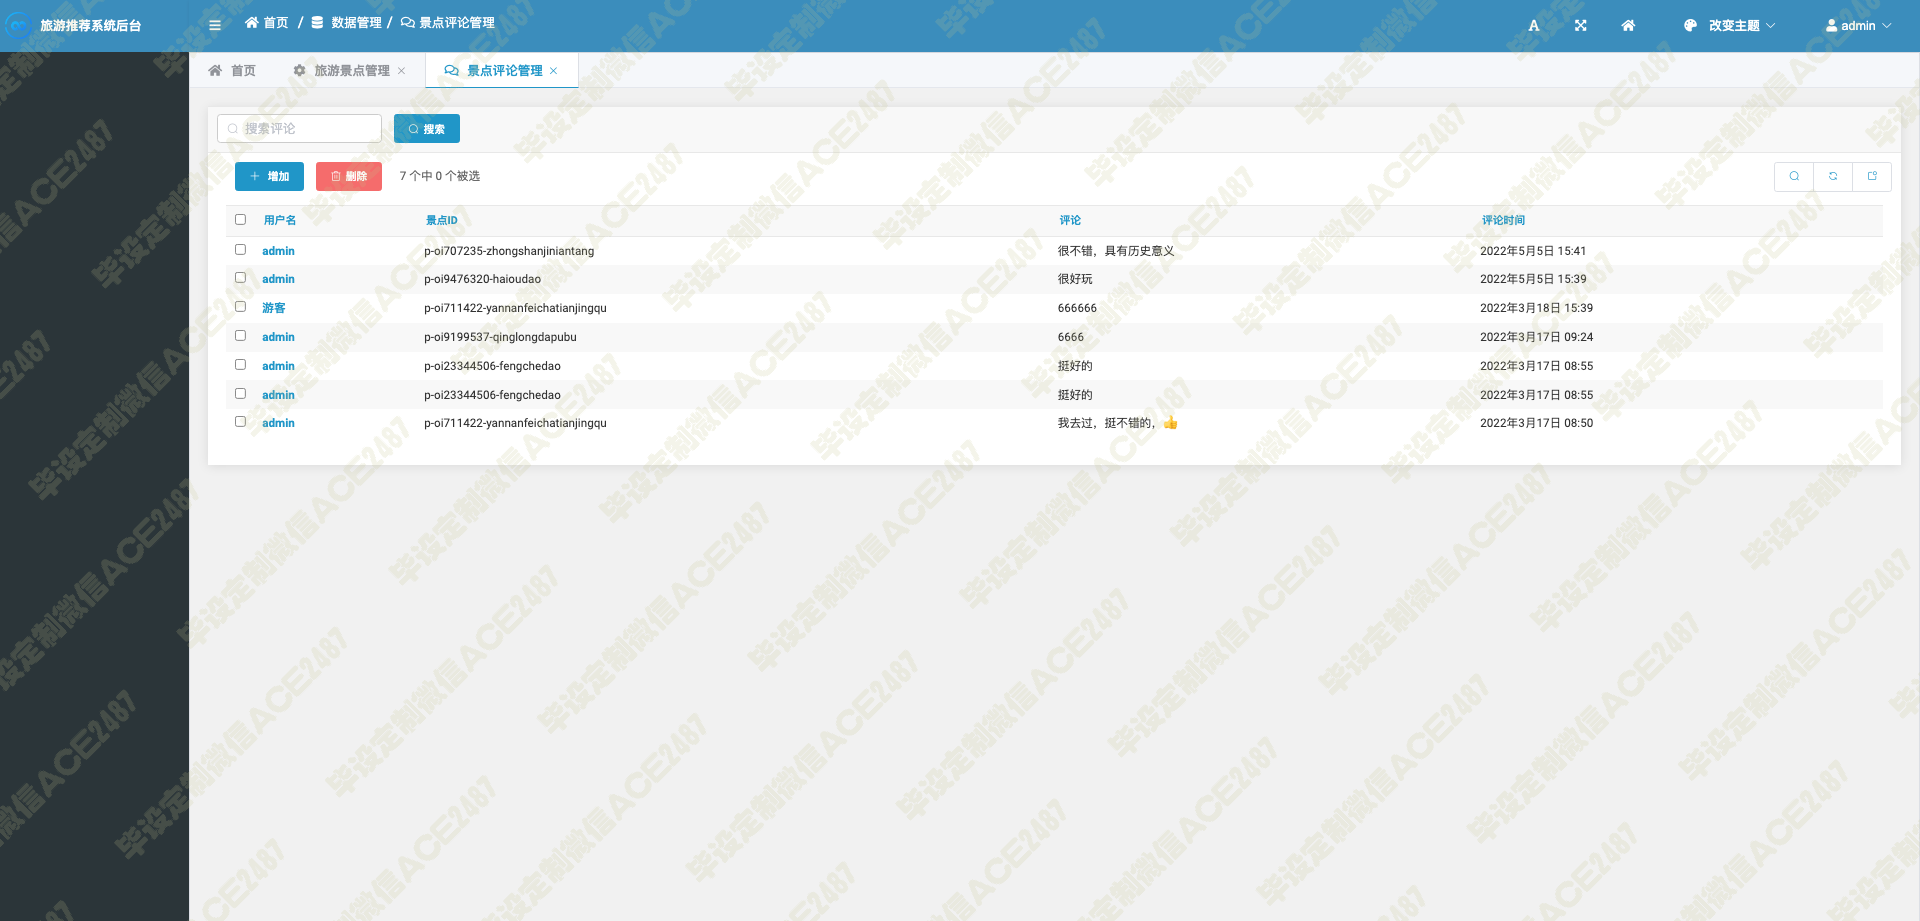 旅游推荐系统后台
首页 / 数据管理 / 景点评论管理
A
改变主题
admin
首页
旅游景点管理
景点评论管理
搜索评论
搜索
增加
删除
7 个中 0 个被选
用户名 景点ID 评论 评论时间
admin p-oi707235-zhongshanjiniantang 很不错，具有历史意义 2022年5月5日 15:41
admin p-oi9476320-haioudao 很好玩 2022年5月5日 15:39
游客 p-oi711422-yannanfeichatianjingqu 666666 2022年3月18日 15:39
admin p-oi9199537-qinglongdapubu 6666 2022年3月17日 09:24
admin p-oi23344506-fengchedao 挺好的 2022年3月17日 08:55
admin p-oi23344506-fengchedao 挺好的 2022年3月17日 08:55
admin p-oi711422-yannanfeichatianjingqu 我去过，挺不错的，👍 2022年3月17日 08:50
毕设定制微信ACE2487